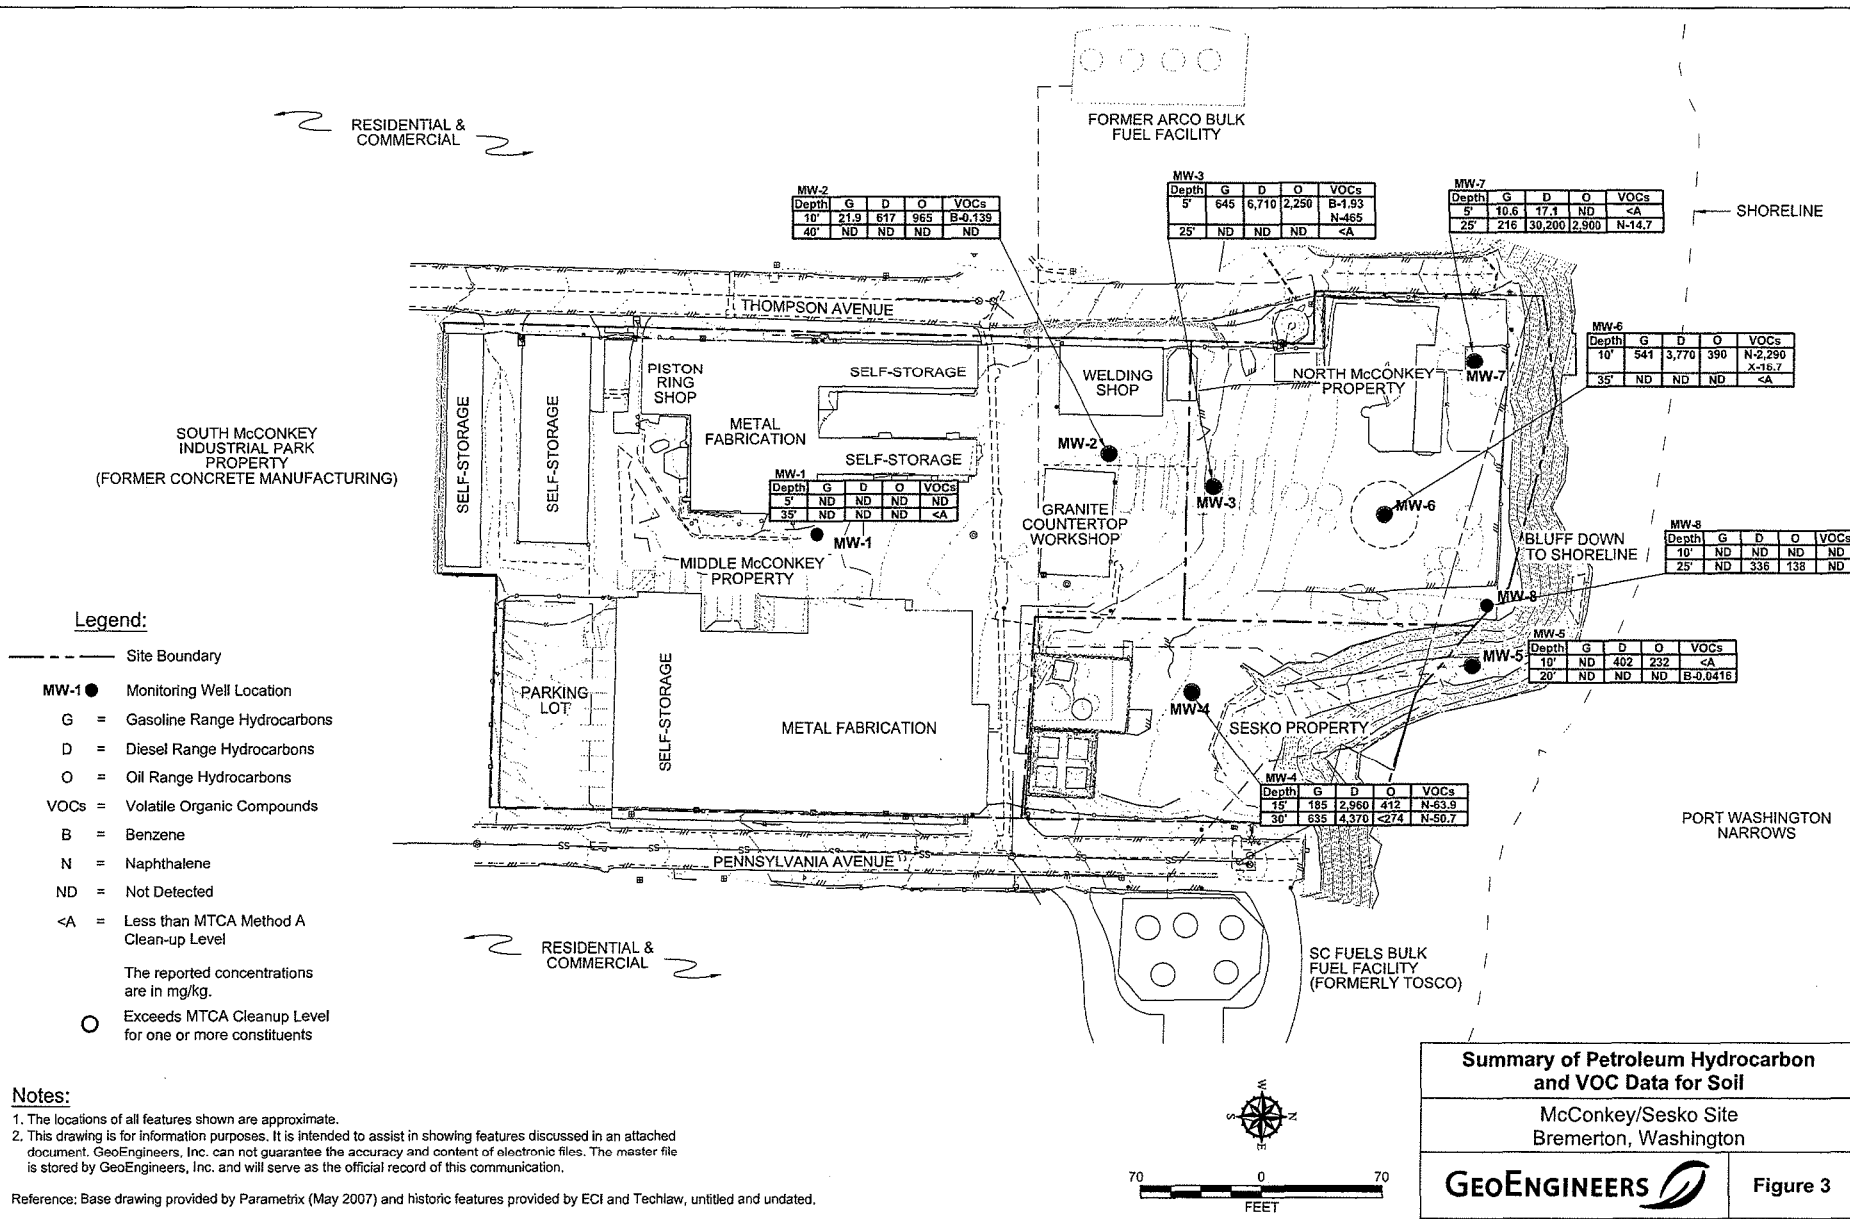 RESIDENTIAL &
COMMERCIAL
FORMER ARCO BULK
FUEL FACILITY
MW-2
Depth G D O VOCs
10' 21.9 617 965 B-0.139
40' ND ND ND ND
MW-3
Depth G D O VOCs
5' 645 6,710 2,250 B-1.93
N-465
25' ND ND ND <A
MW-7
Depth G D O VOCs
5' 10.6 17.1 ND <A
25' 216 30,200 2,900 N-14.7
SHORELINE
THOMPSON AVENUE
MW-6
Depth G D O VOCs
10' 541 3,770 390 N-2,290
X-16.7
35' ND ND ND <A
PISTON
RING
SHOP
SELF-STORAGE
WELDING
SHOP
NORTH McCONKEY
PROPERTY
MW-7
SELF-STORAGE
SELF-STORAGE
METAL
FABRICATION
SELF-STORAGE
MW-2
SOUTH McCONKEY
INDUSTRIAL PARK
PROPERTY
(FORMER CONCRETE MANUFACTURING)
MW-1
Depth G D O VOCs
5' ND ND ND ND
35' ND ND ND <A
MW-1
MW-3
MW-6
GRANITE
COUNTERTOP
WORKSHOP
MIDDLE McCONKEY
PROPERTY
BLUFF DOWN
TO SHORELINE
MW-8
Depth G D O VOCs
10' ND ND ND ND
25' ND 336 138 ND
MW-8
MW-5
MW-5
Depth G D O VOCs
10' ND 402 232 <A
20' ND ND ND B-0.0416
PARKING
LOT
SELF-STORAGE
METAL FABRICATION
MW-4
SESKO PROPERTY
MW-4
Depth G D O VOCs
15' 185 2,960 412 N-63.9
30' 635 4,370 <274 N-50.7
PORT WASHINGTON
NARROWS
SS SS SS SS SS
PENNSYLVANIA AVENUE
RESIDENTIAL &
COMMERCIAL
SC FUELS BULK
FUEL FACILITY
(FORMERLY TOSCO)
Legend:
Site Boundary
MW-1 Monitoring Well Location
G = Gasoline Range Hydrocarbons
D = Diesel Range Hydrocarbons
O = Oil Range Hydrocarbons
VOCs = Volatile Organic Compounds
B = Benzene
N = Naphthalene
ND = Not Detected
<A = Less than MTCA Method A
Clean-up Level
The reported concentrations
are in mg/kg.
Exceeds MTCA Cleanup Level
for one or more constituents
Notes:
1. The locations of all features shown are approximate.
2. This drawing is for information purposes. It is intended to assist in showing features discussed in an attached
document. GeoEngineers, Inc. can not guarantee the accuracy and content of electronic files. The master file
is stored by GeoEngineers, Inc. and will serve as the official record of this communication.
Reference: Base drawing provided by Parametrix (May 2007) and historic features provided by ECI and Techlaw, untitled and undated.
W
S N
E
70 0 70
FEET
Summary of Petroleum Hydrocarbon
and VOC Data for Soil
McConkey/Sesko Site
Bremerton, Washington
GEOENGINEERS
Figure 3